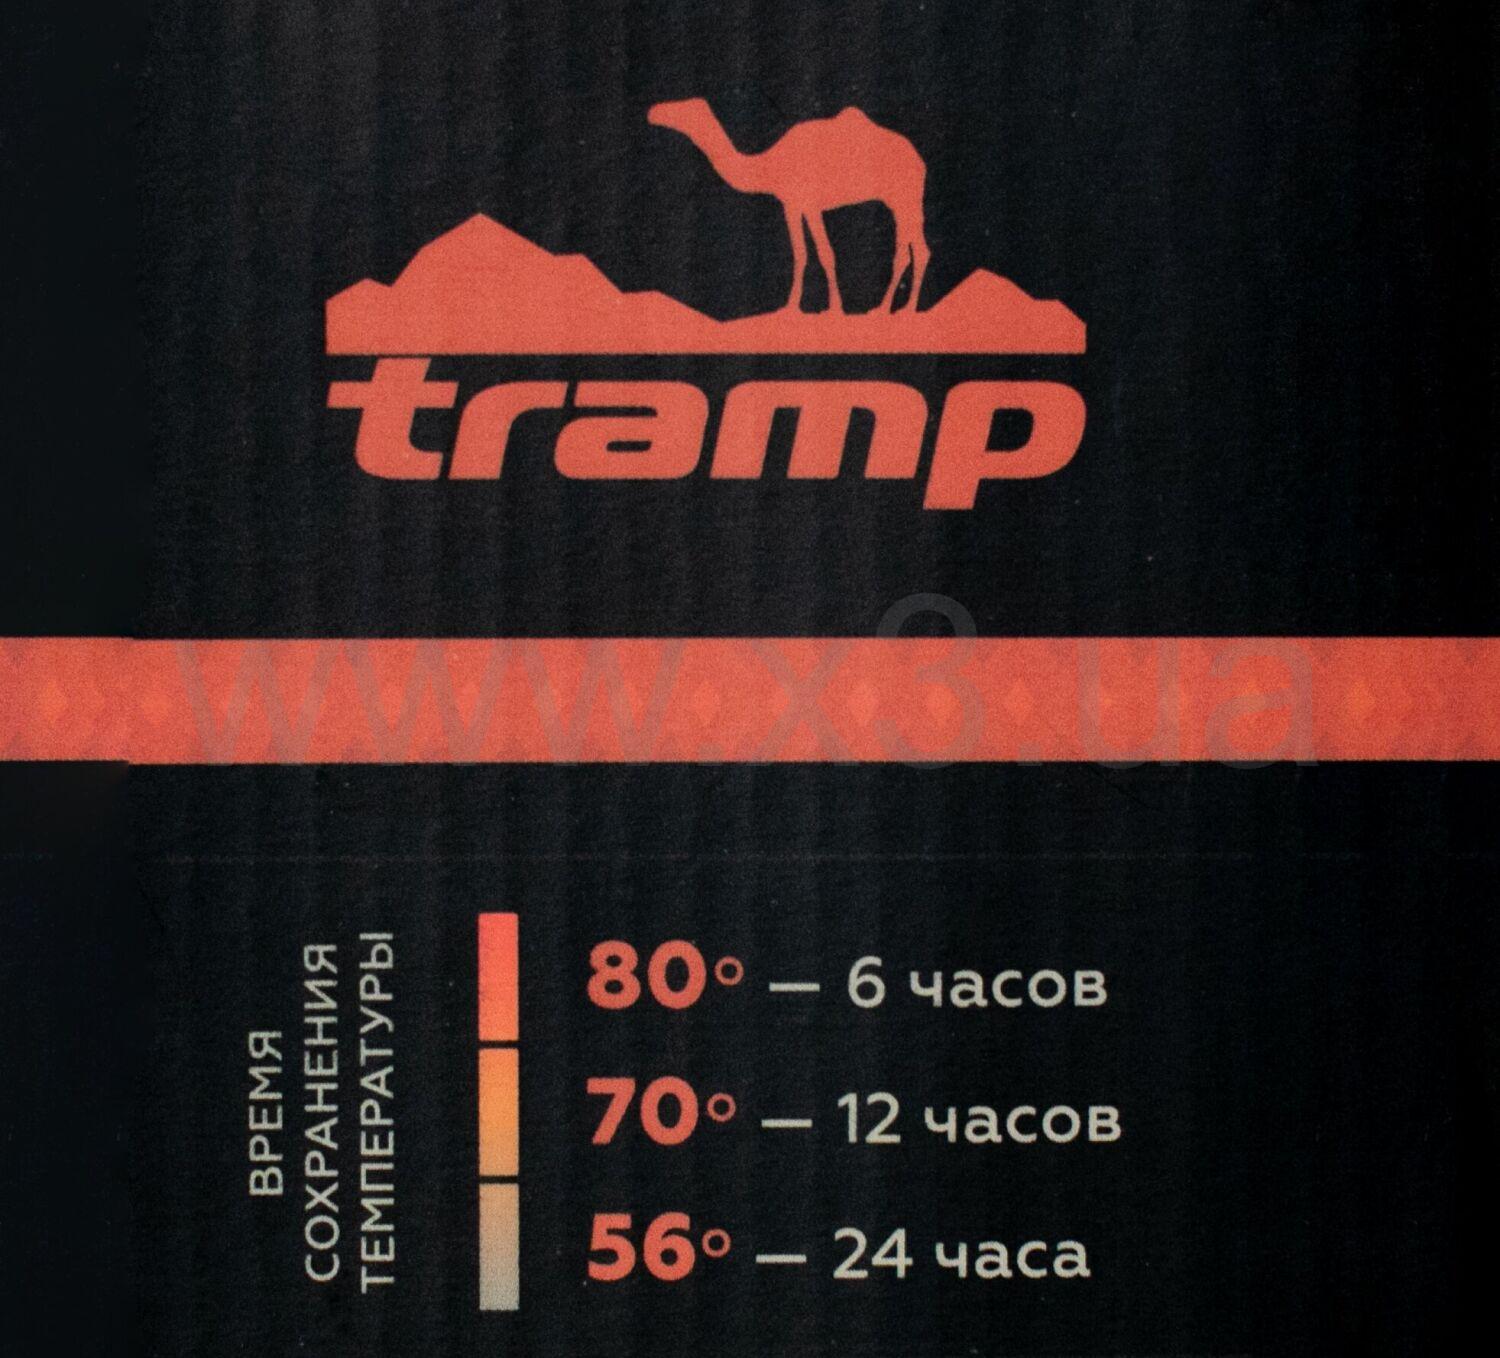 tramp
www.x3.ua
ВРЕМЯ
СОХРАНЕНИЯ
ТЕМПЕРАТУРЫ
80° — 6 часов
70° — 12 часов
56° — 24 часа